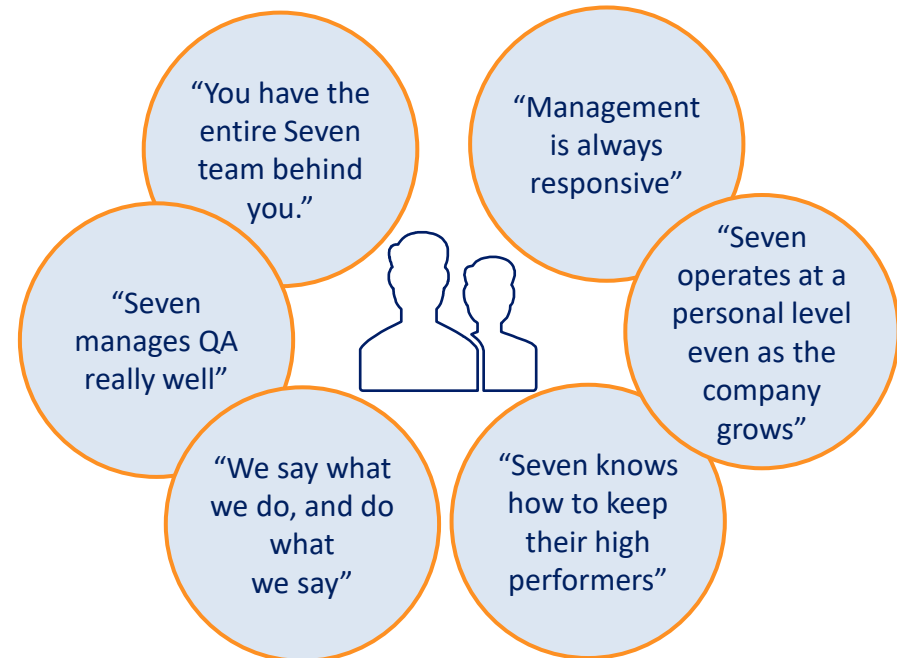 “You have the
entire Seven
team behind
you.”
“Management
is always
responsive”
“Seven
manages QA
really well”
“Seven
operates at a
personal level
even as the
company
grows”
“We say what
we do, and do
what
we say”
“Seven knows
how to keep
their high
performers”